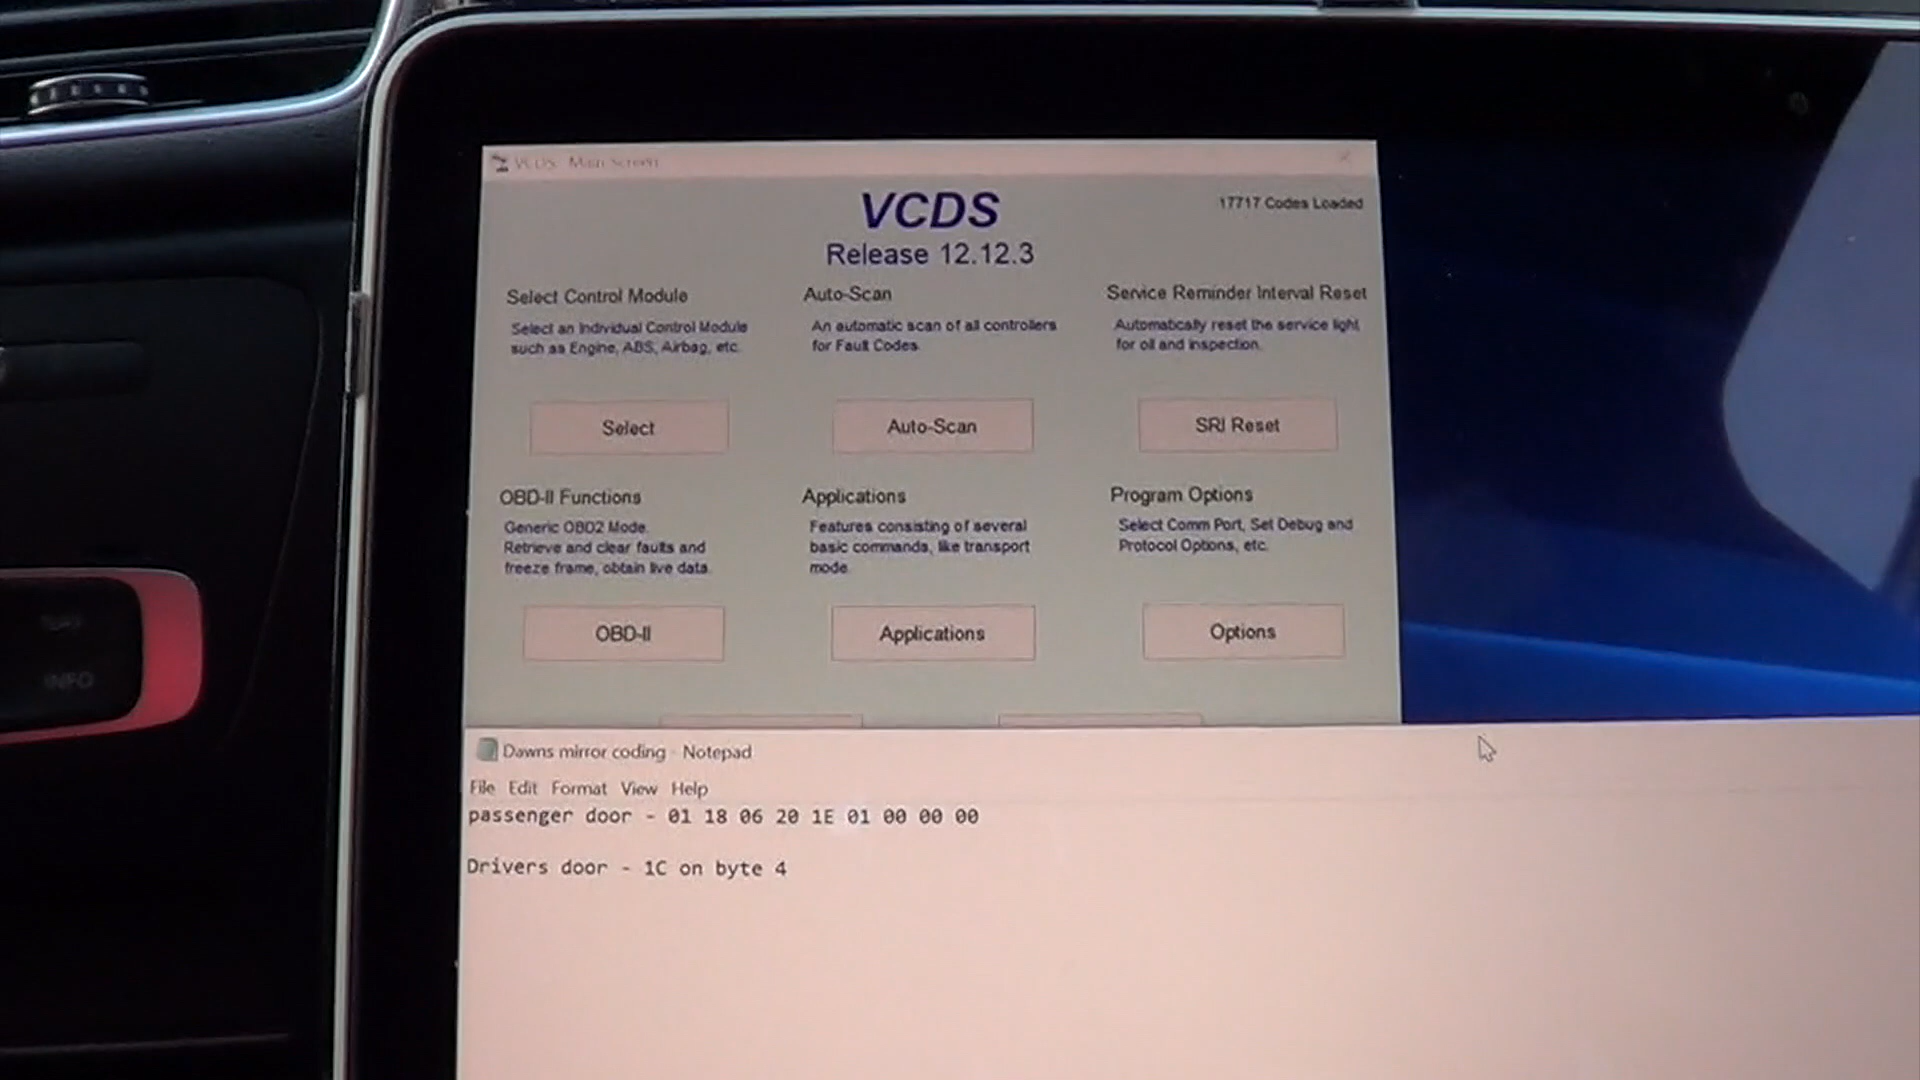 VCDS Main Screen
VCDS
Release 12.12.3
17717 Codes Loaded
Select Control Module
Select an Individual Control Module
such as Engine, ABS, Airbag, etc.
Select
Auto-Scan
An automatic scan of all controllers
for Fault Codes.
Auto-Scan
Service Reminder Interval Reset
Automatically reset the service light
for oil and inspection.
SRI Reset
OBD-II Functions
Generic OBD2 Mode.
Retrieve and clear faults and
freeze frame, obtain live data.
OBD-II
Applications
Features consisting of several
basic commands, like transport
mode.
Applications
Program Options
Select Comm Port, Set Debug and
Protocol Options, etc.
Options
Dawns mirror coding - Notepad
File Edit Format View Help
passenger door - 01 18 06 20 1E 01 00 00 00
Drivers door - 1C on byte 4
INFO